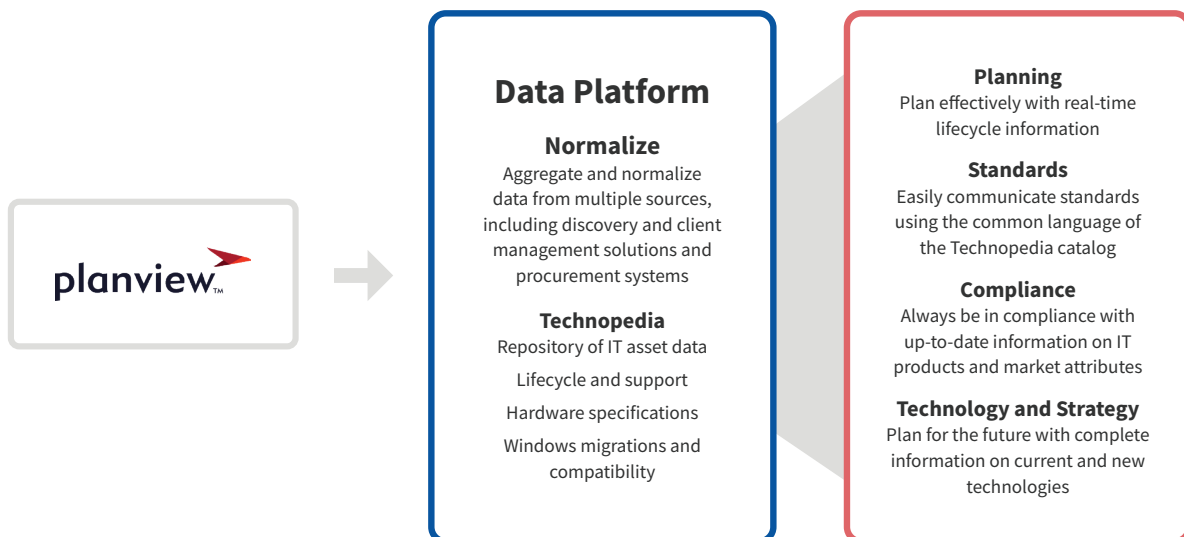 planview™
Data Platform
Normalize
Aggregate and normalize
data from multiple sources,
including discovery and client
management solutions and
procurement systems
Technopedia
Repository of IT asset data
Lifecycle and support
Hardware specifications
Windows migrations and
compatibility
Planning
Plan effectively with real-time
lifecycle information
Standards
Easily communicate standards
using the common language of
the Technopedia catalog
Compliance
Always be in compliance with
up-to-date information on IT
products and market attributes
Technology and Strategy
Plan for the future with complete
information on current and new
technologies